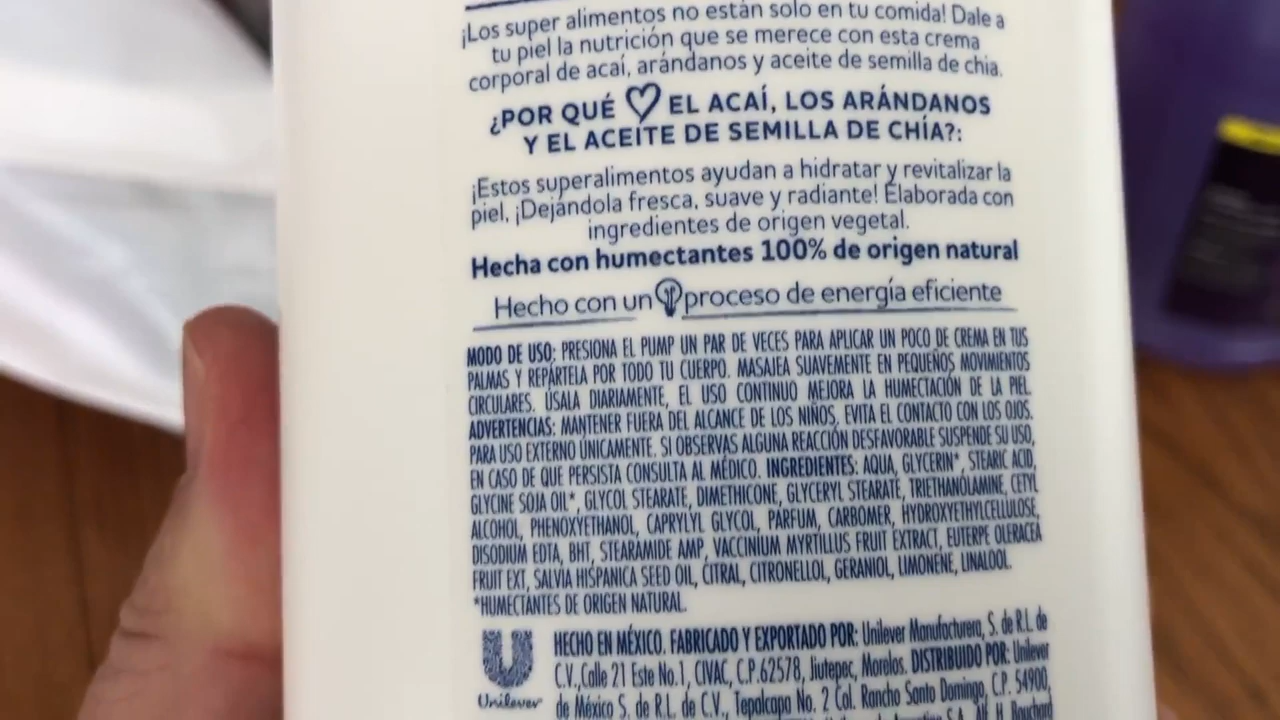 ¡Los super alimentos no están solo en tu comida! Dale a
tu piel la nutrición que se merece con esta crema
corporal de acaí, arándanos y aceite de semilla de chia.
¿POR QUÉ EL ACAÍ, LOS ARÁNDANOS
Y EL ACEITE DE SEMILLA DE CHÍA?:
¡Estos superalimentos ayudan a hidratar y revitalizar la
piel. ¡Dejándola fresca, suave y radiante! Elaborada con
ingredientes de origen vegetal.
Hecha con humectantes 100% de origen natural
Hecho con un proceso de energía eficiente
MODO DE USO: PRESIONA EL PUMP UN PAR DE VECES PARA APLICAR UN POCO DE CREMA EN TUS
PALMAS Y REPÁRTELA POR TODO TU CUERPO. MASAJEA SUAVEMENTE EN PEQUEÑOS MOVIMIENTOS
CIRCULARES. ÚSALA DIARIAMENTE, EL USO CONTINUO MEJORA LA HUMECTACIÓN DE LA PIEL.
ADVERTENCIAS: MANTENER FUERA DEL ALCANCE DE LOS NIÑOS, EVITA EL CONTACTO CON LOS OJOS.
PARA USO EXTERNO ÚNICAMENTE. SI OBSERVAS ALGUNA REACCIÓN DESFAVORABLE SUSPENDE SU USO,
EN CASO DE QUE PERSISTA CONSULTA AL MÉDICO. INGREDIENTES: AQUA, GLYCERIN*, STEARIC ACID,
GLYCINE SOJA OIL*, GLYCOL STEARATE, DIMETHICONE, GLYCERYL STEARATE, TRIETHANOLAMINE, CETYL
ALCOHOL, PHENOXYETHANOL, CAPRYLYL GLYCOL, PARFUM, CARBOMER, HYDROXYETHYLCELLULOSE,
DISODIUM EDTA, BHT, STEARAMIDE AMP, VACCINIUM MYRTILLUS FRUIT EXTRACT, EUTERPE OLERACEA
FRUIT EXT, SALVIA HISPANICA SEED OIL, CITRAL, CITRONELLOL, GERANIOL, LIMONENE, LINALOOL.
*HUMECTANTES DE ORIGEN NATURAL.
HECHO EN MÉXICO. FABRICADO Y EXPORTADO POR: Unilever Manufacturera, S. de R.L. de
C.V.,Calle 21 Este No.1, CIVAC, C.P.62578, Jiutepec, Morelos. DISTRIBUIDO POR: Unilever
Unilever
de México S. de R.L. de C.V., Tepalcapa No. 2 Col. Rancho Santo Domingo, C.P. 54900,